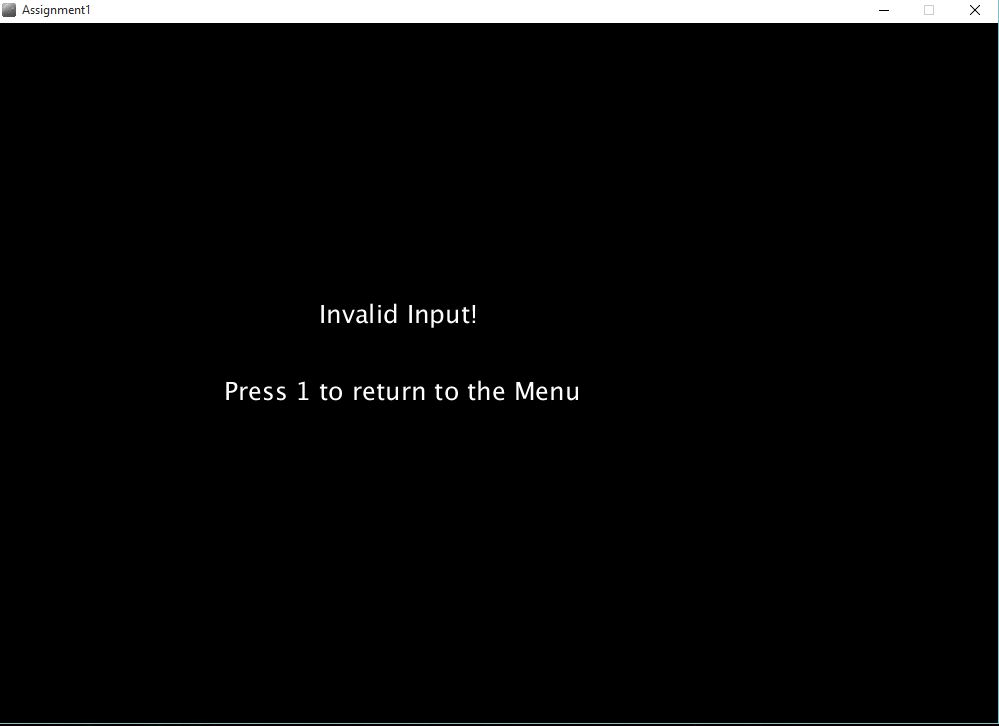 Assignment1
Invalid Input!
Press 1 to return to the Menu